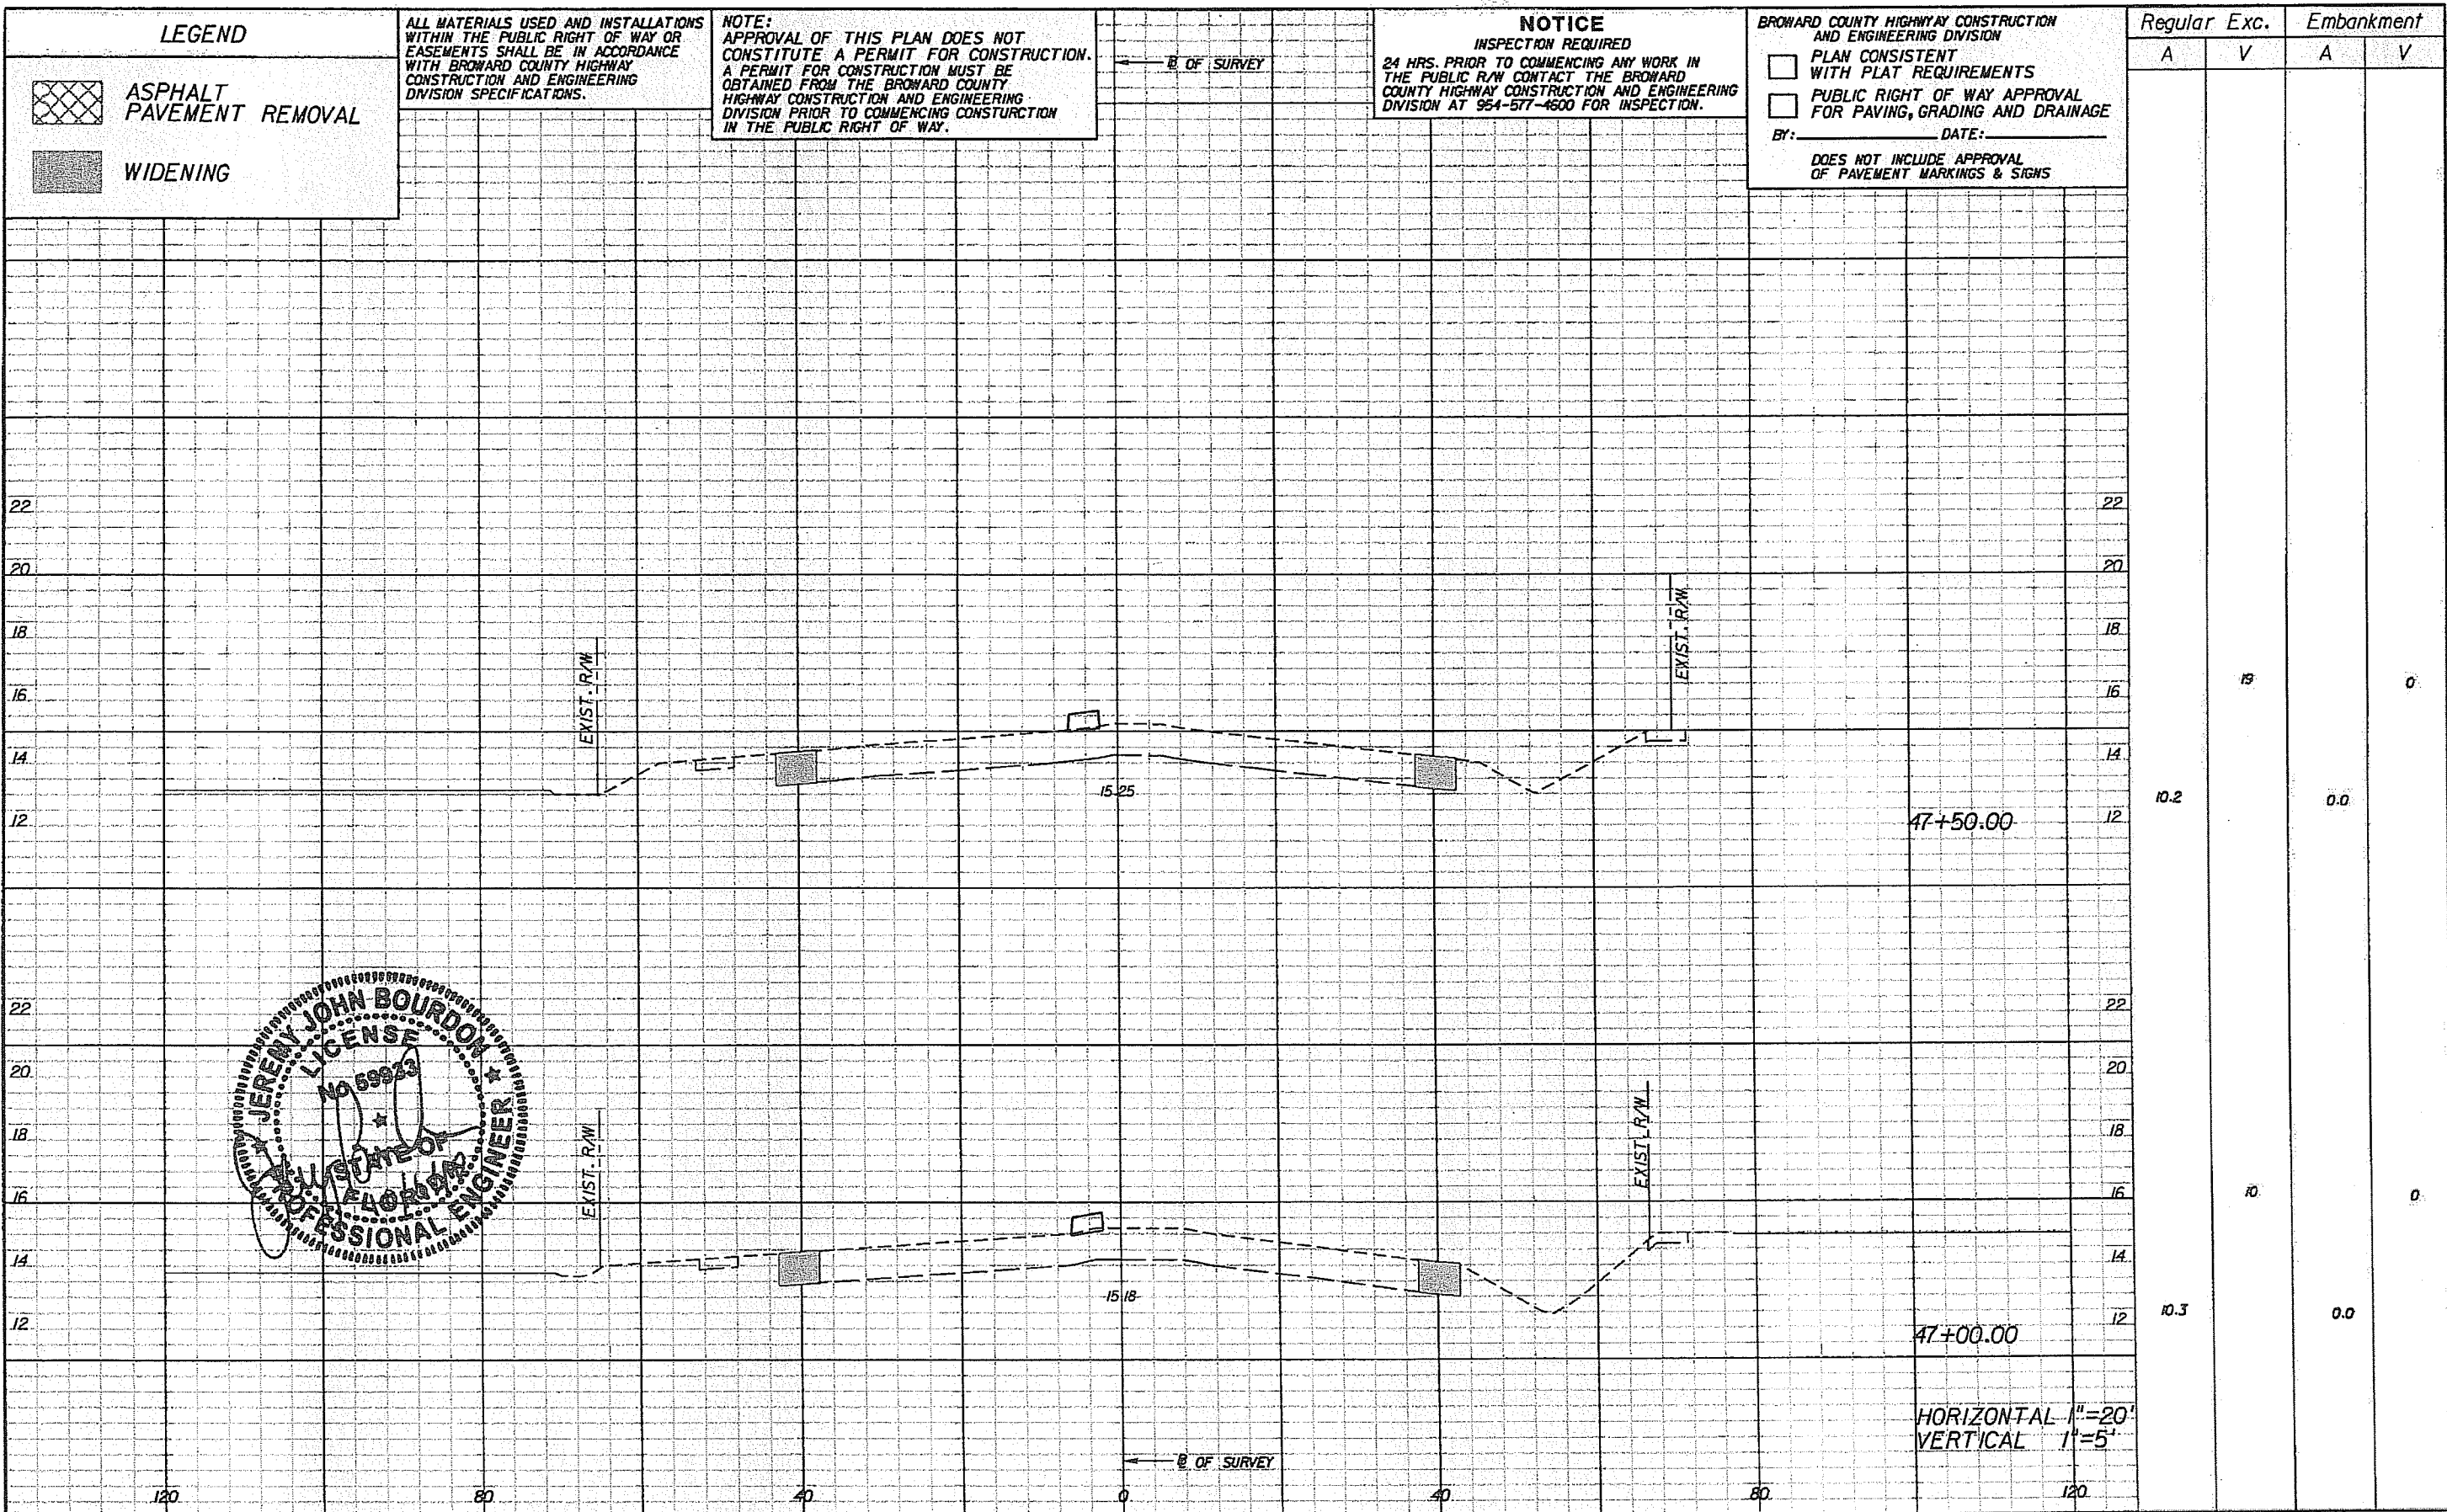 LEGEND
ASPHALT
PAVEMENT REMOVAL
WIDENING
ALL MATERIALS USED AND INSTALLATIONS
WITHIN THE PUBLIC RIGHT OF WAY OR
EASEMENTS SHALL BE IN ACCORDANCE
WITH BROWARD COUNTY HIGHWAY
CONSTRUCTION AND ENGINEERING
DIVISION SPECIFICATIONS.
NOTE:
APPROVAL OF THIS PLAN DOES NOT
CONSTITUTE A PERMIT FOR CONSTRUCTION.
A PERMIT FOR CONSTRUCTION MUST BE
OBTAINED FROM THE BROWARD COUNTY
HIGHWAY CONSTRUCTION AND ENGINEERING
DIVISION PRIOR TO COMMENCING CONSTURCTION
IN THE PUBLIC RIGHT OF WAY.
B OF SURVEY
NOTICE
INSPECTION REQUIRED
24 HRS. PRIOR TO COMMENCING ANY WORK IN
THE PUBLIC R/W CONTACT THE BROWARD
COUNTY HIGHWAY CONSTRUCTION AND ENGINEERING
DIVISION AT 954-577-4600 FOR INSPECTION.
BROWARD COUNTY HIGHWAY CONSTRUCTION
AND ENGINEERING DIVISION
PLAN CONSISTENT
WITH PLAT REQUIREMENTS
PUBLIC RIGHT OF WAY APPROVAL
FOR PAVING, GRADING AND DRAINAGE
BY: DATE:
DOES NOT INCLUDE APPROVAL
OF PAVEMENT MARKINGS & SIGNS
Regular Exc. Embankment
A V A V
22 22
20 20
18 18
EXIST. R/W EXIST. R/W
16 16 19 0
14 14
15.25
10.2 0.0
12 47+50.00 12
22 22
20 20
18 18
EXIST. R/W EXIST. R/W
16 16 10 0
14 14
15.18
10.3 0.0
12 47+00.00 12
JEREMY JOHN BOURDON
LICENSE
No 59923
STATE OF
FLORIDA
PROFESSIONAL ENGINEER
HORIZONTAL 1"=20'
VERTICAL 1"=5'
B OF SURVEY
120 80 40 0 40 80 120